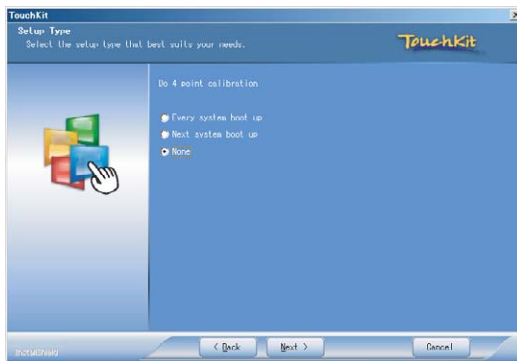 TouchKit
Setup Type
Select the setup type that best suits your needs.
TouchKit
Do 4 point calibration
Every system boot up
Next system boot up
None
InstallShield
< Back
Next >
Cancel